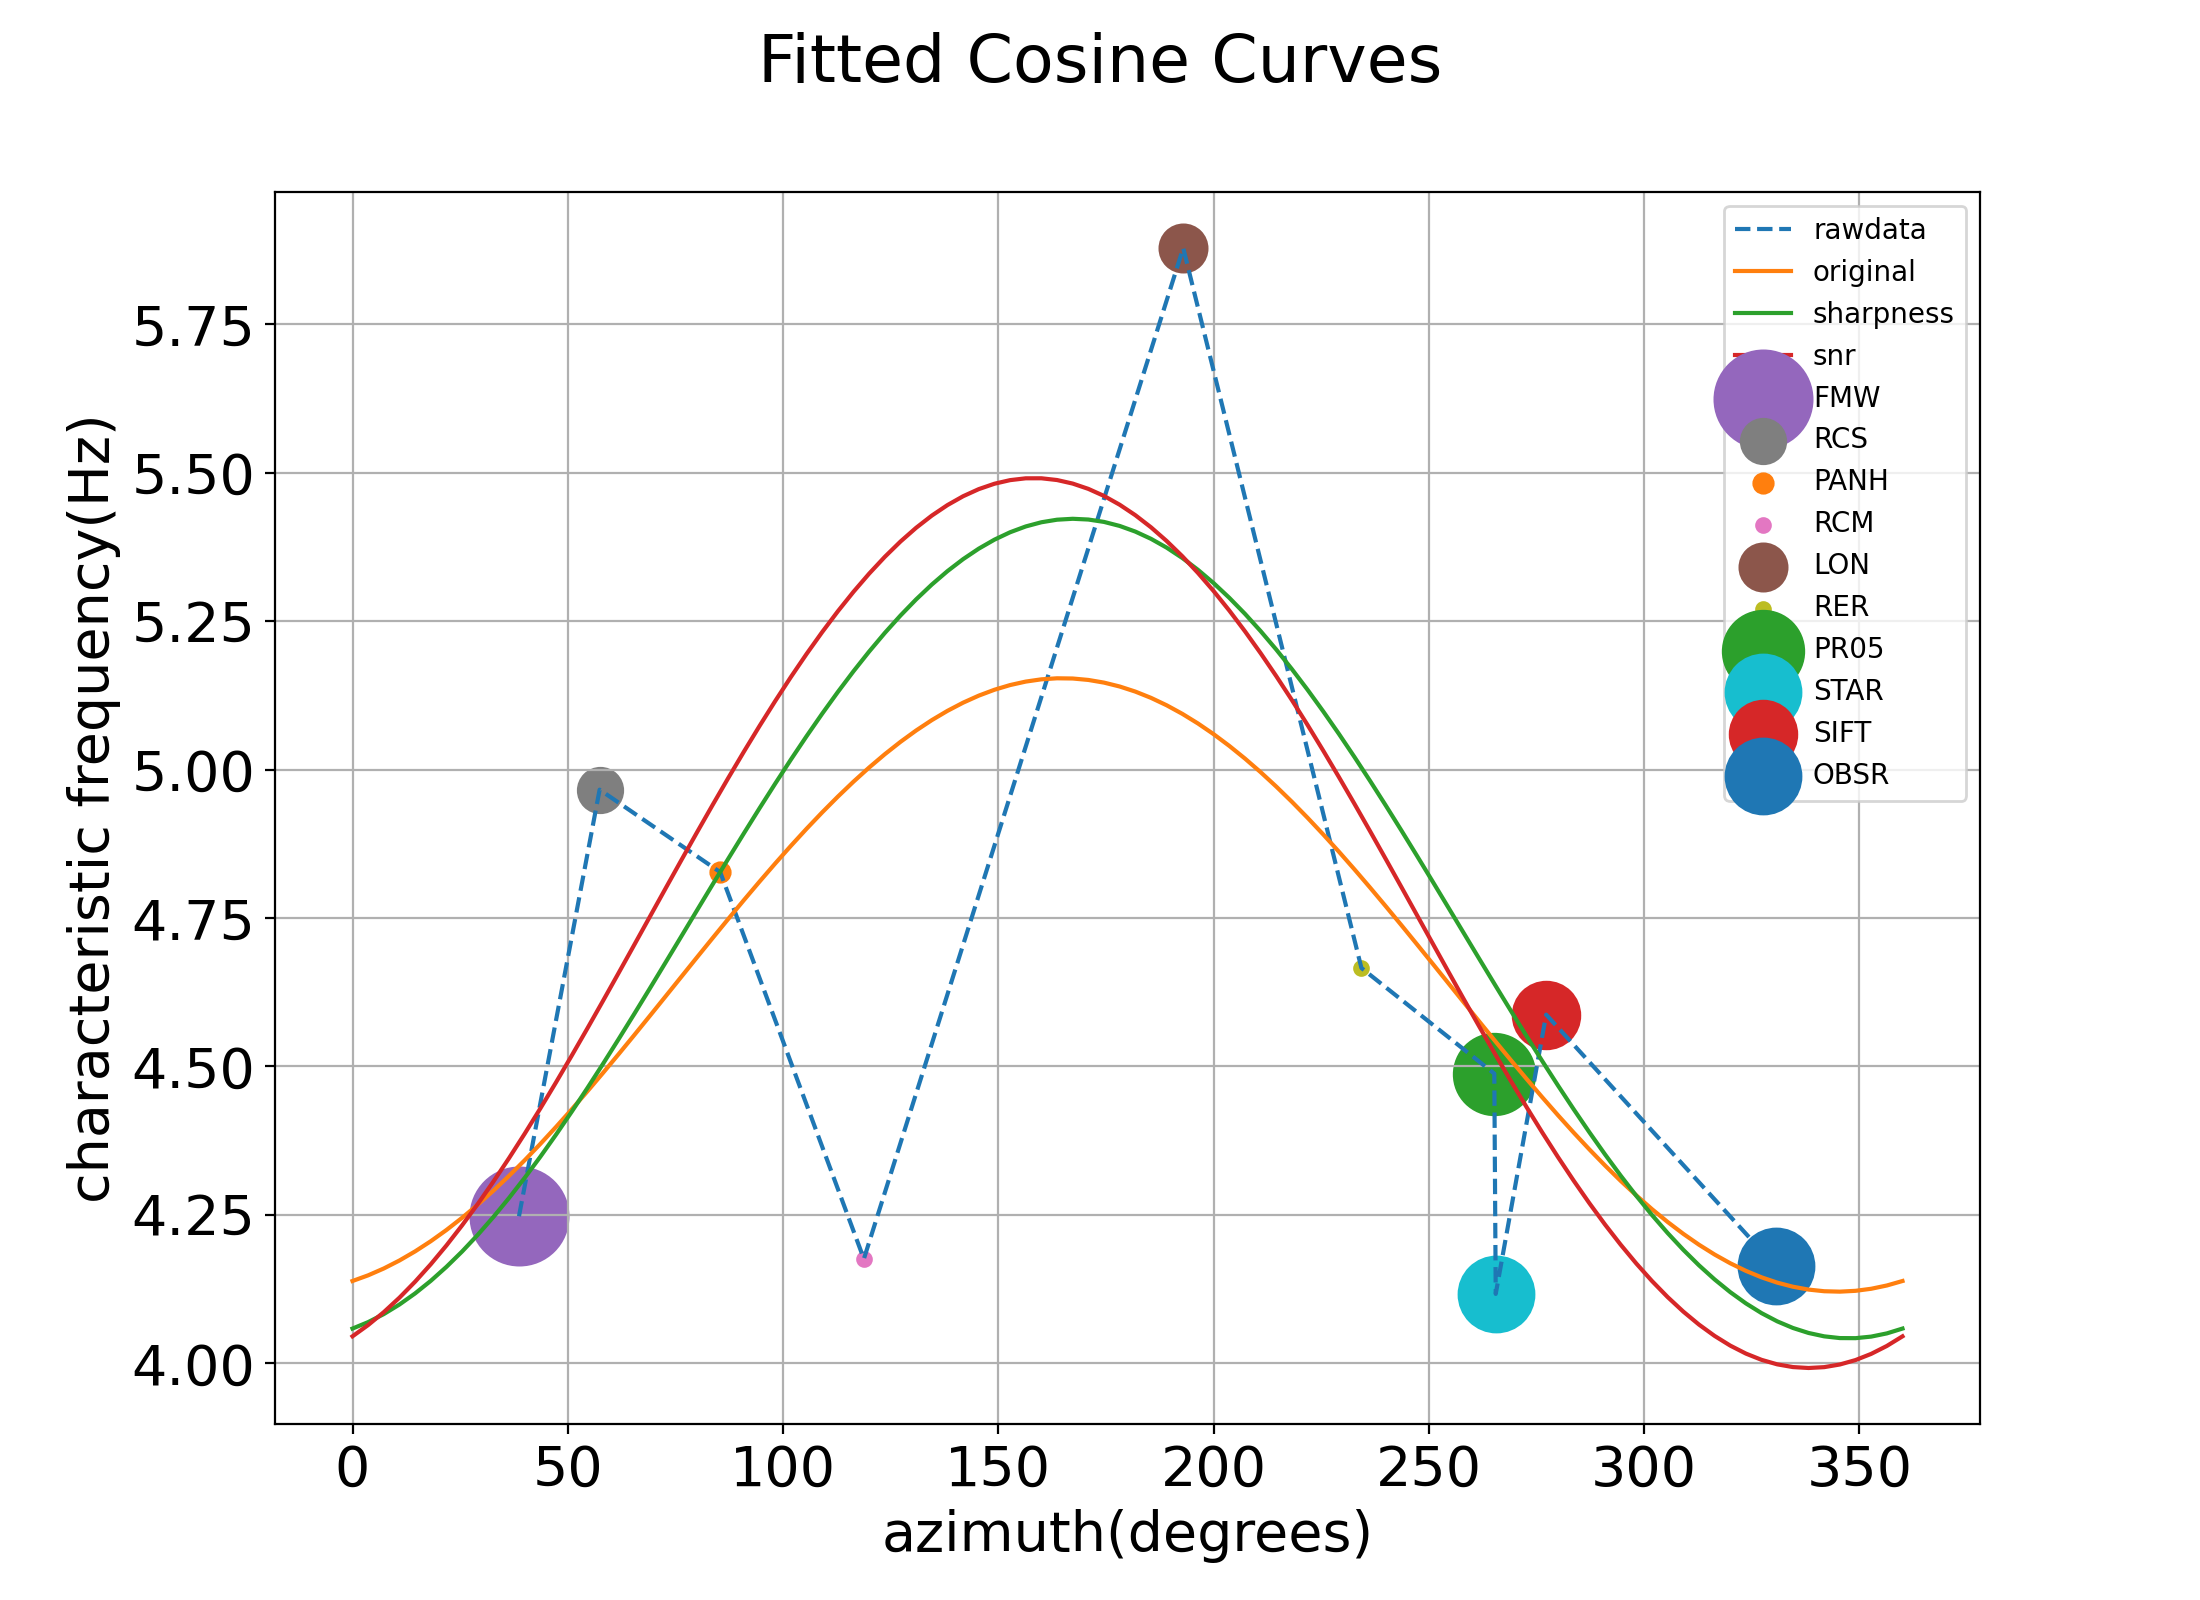 Fitted Cosine Curves
characteristic frequency(Hz)
5.75
5.50
5.25
5.00
4.75
4.50
4.25
4.00
rawdata
original
sharpness
snr
FMW
RCS
PANH
RCM
LON
RER
PR05
STAR
SIFT
OBSR
0 50 100 150 200 250 300 350
azimuth(degrees)